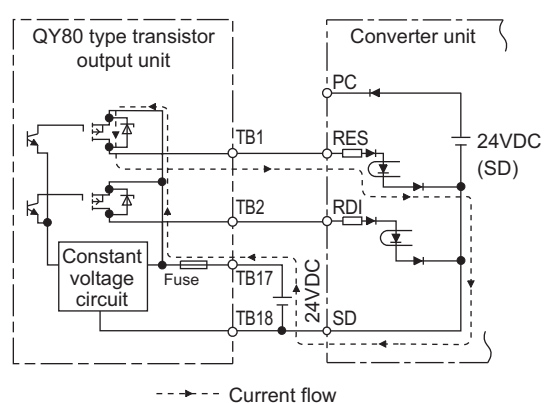 QY80 type transistor
output unit
Converter unit
PC
TB1
RES
24VDC
(SD)
TB2
RDI
Constant
voltage
circuit
Fuse
TB17
24VDC
TB18
SD
Current flow